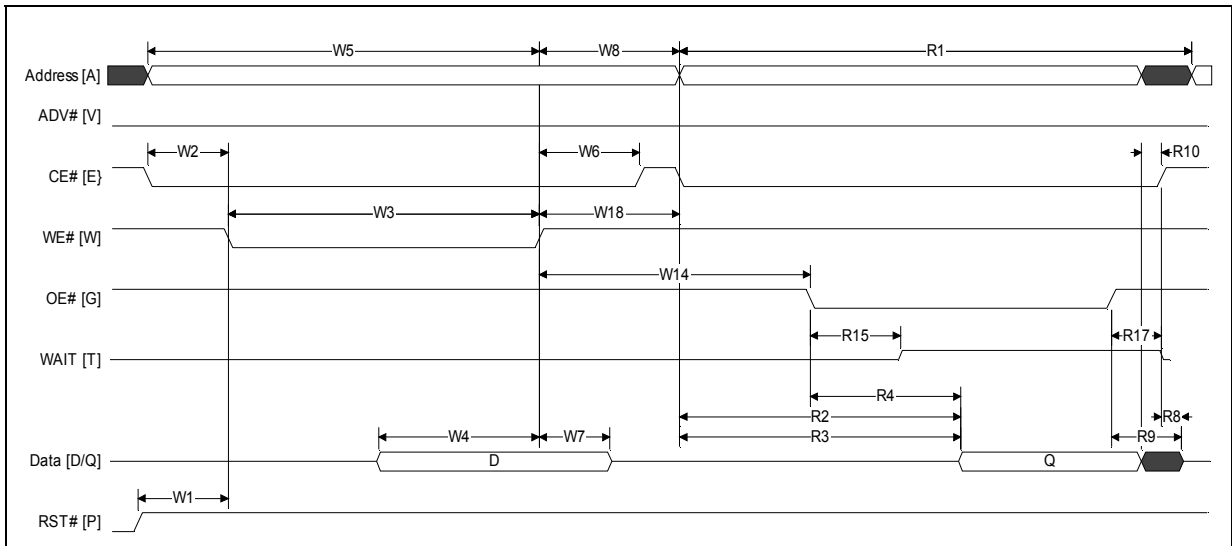 W5 W8 R1
Address [A]
ADV# [V]
W2 W6 R10
CE# [E}
W3 W18
WE# [W]
W14
OE# [G]
R15 R17
WAIT [T]
R4
R2 R8
W4 W7 R3 R9
Data [D/Q] D Q
W1
RST# [P]